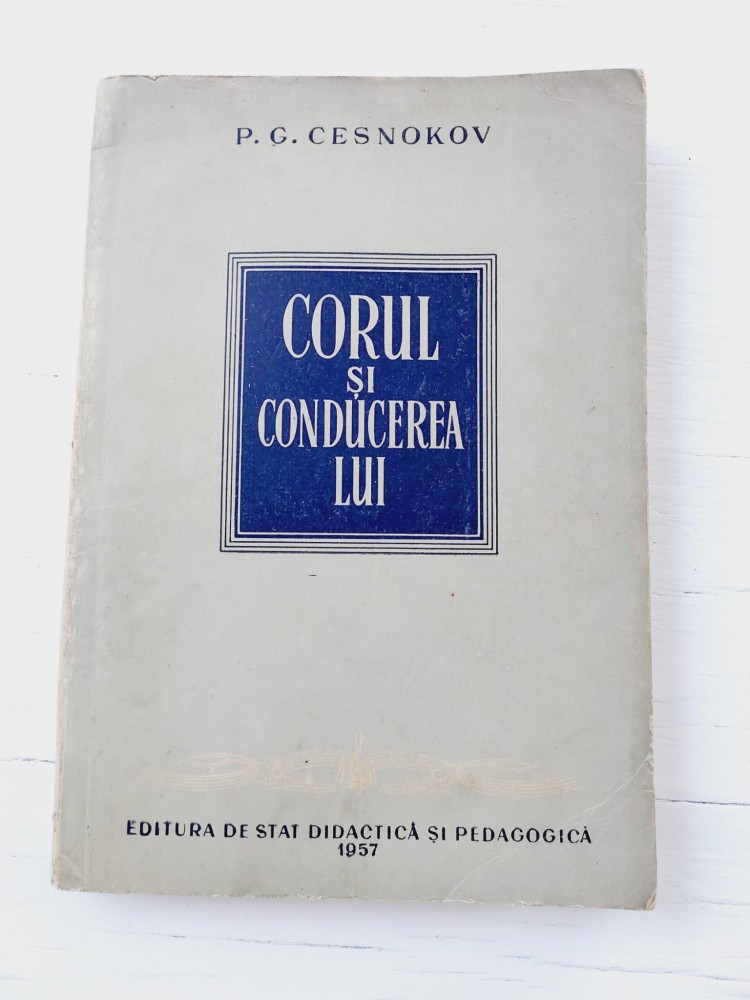 P. G. CESNOKOV
CORUL
ȘI
CONDUCEREA
LUI
EDITURA DE STAT DIDACTICĂ ȘI PEDAGOGICĂ
1957